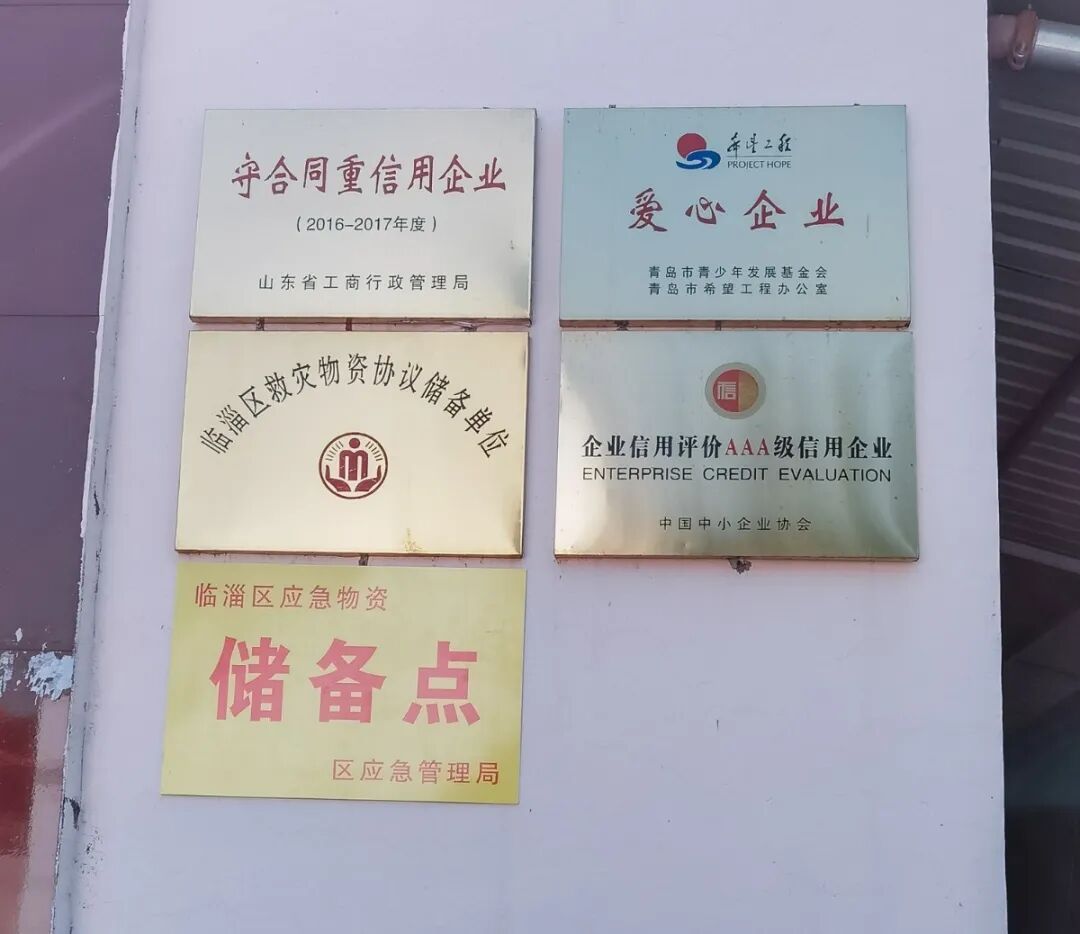 守合同重信用企业
(2016-2017年度)
山东省工商行政管理局
希望工程
PROJECT HOPE
爱心企业
青岛市青少年发展基金会
青岛市希望工程办公室
临淄区救灾物资协议储备单位
信
企业信用评价AAA级信用企业
ENTERPRISE CREDIT EVALUATION
中国中小企业协会
临淄区应急物资
储备点
区应急管理局